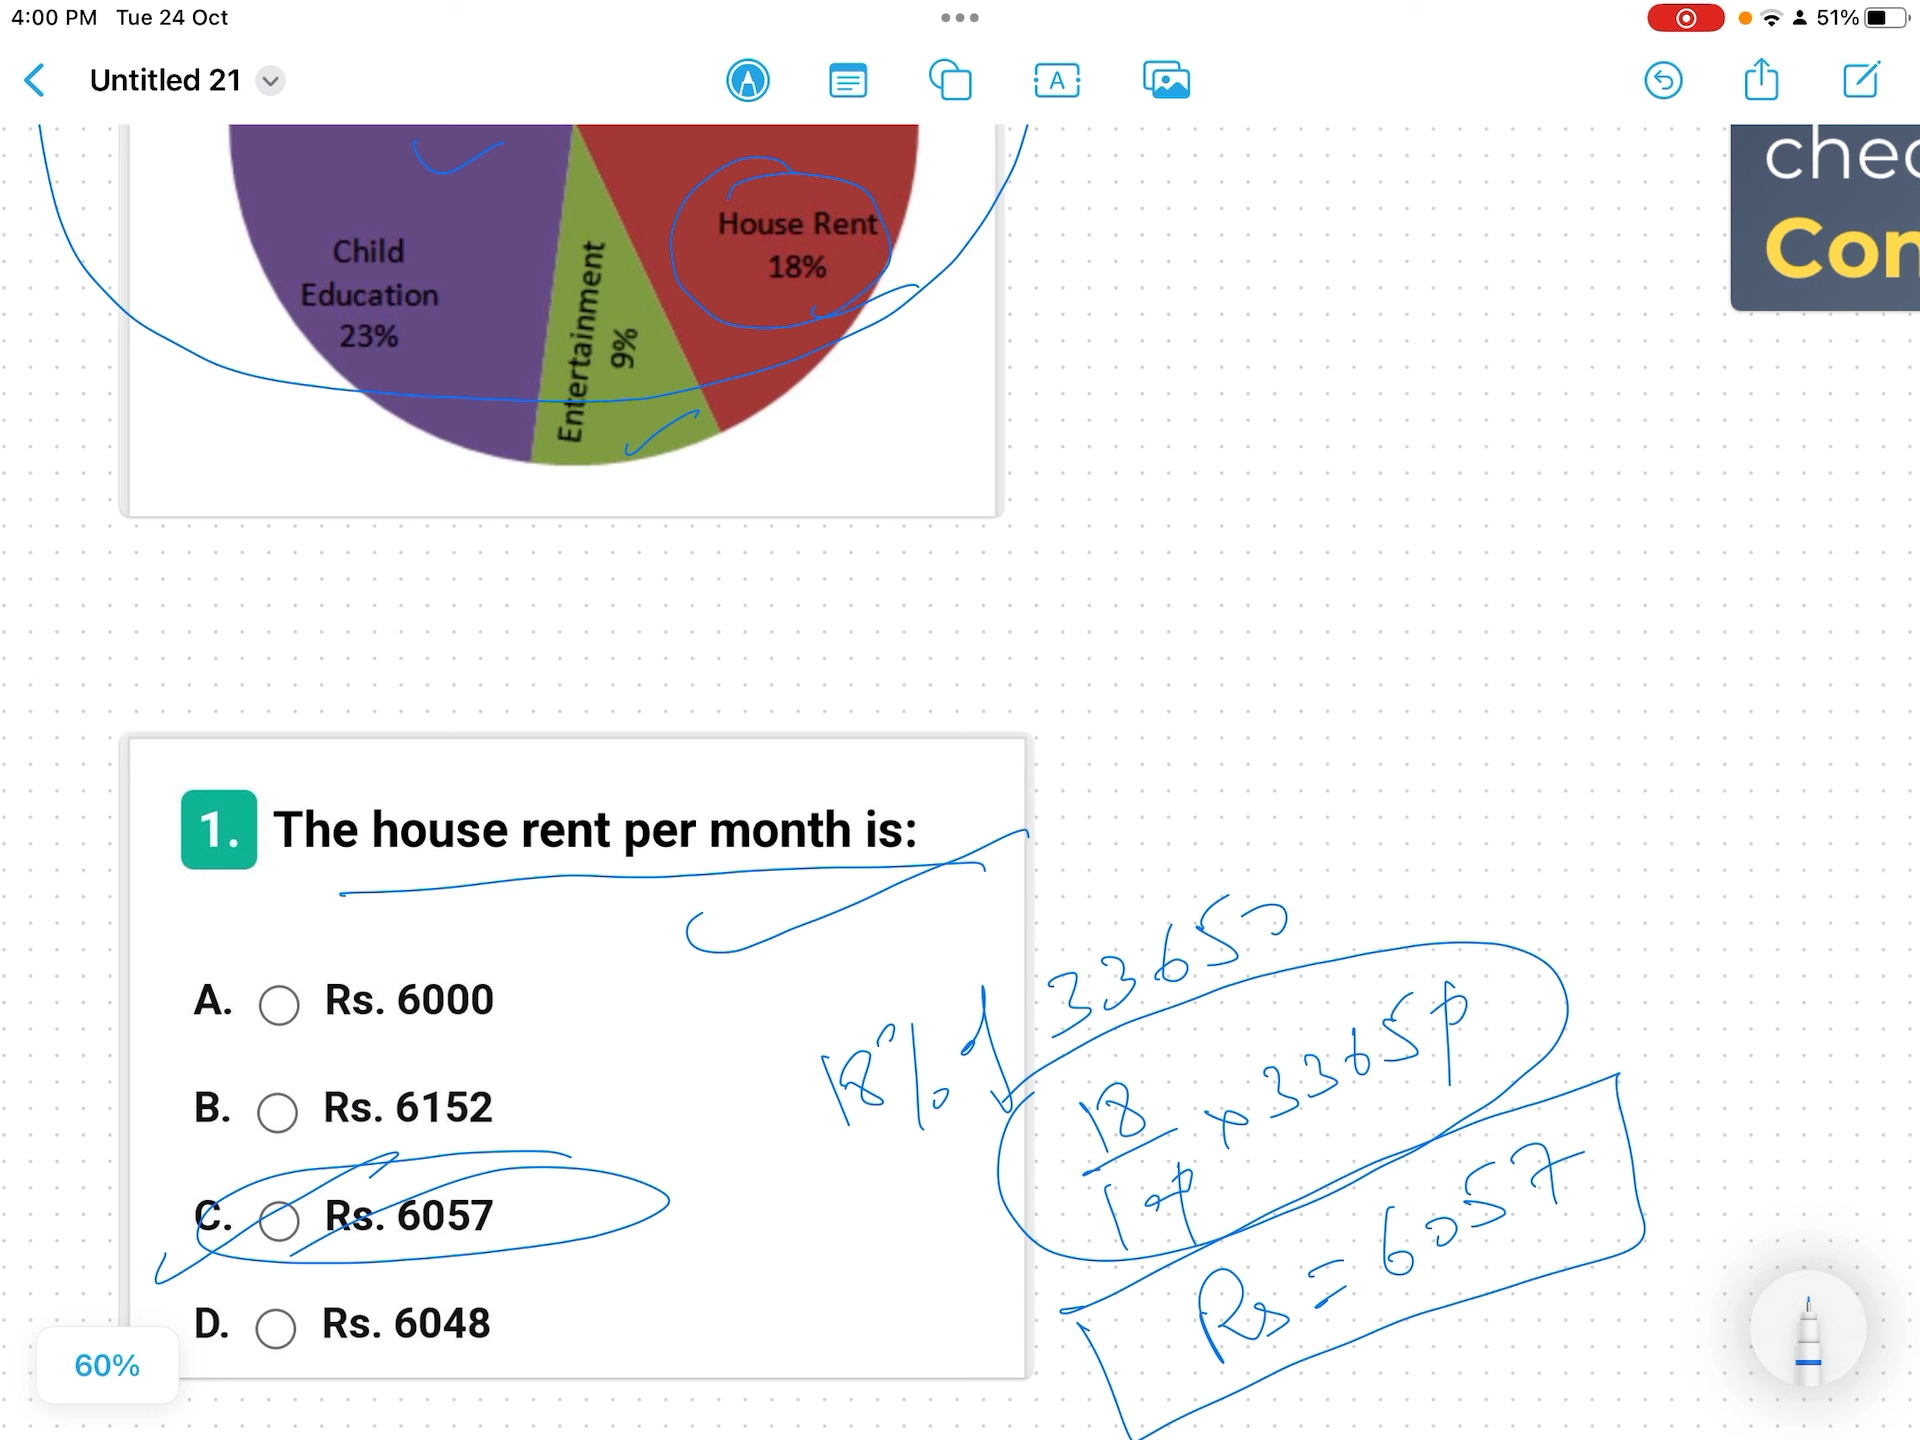 4:00 PM Tue 24 Oct
51%
Untitled 21
A
chec
Con
House Rent
18%
Child
Education
23%
Entertainment
9%
1. The house rent per month is:
A. Rs. 6000
B. Rs. 6152
C. Rs. 6057
D. Rs. 6048
18% of 33650
18/100 × 33650
Rs = 6057
60%